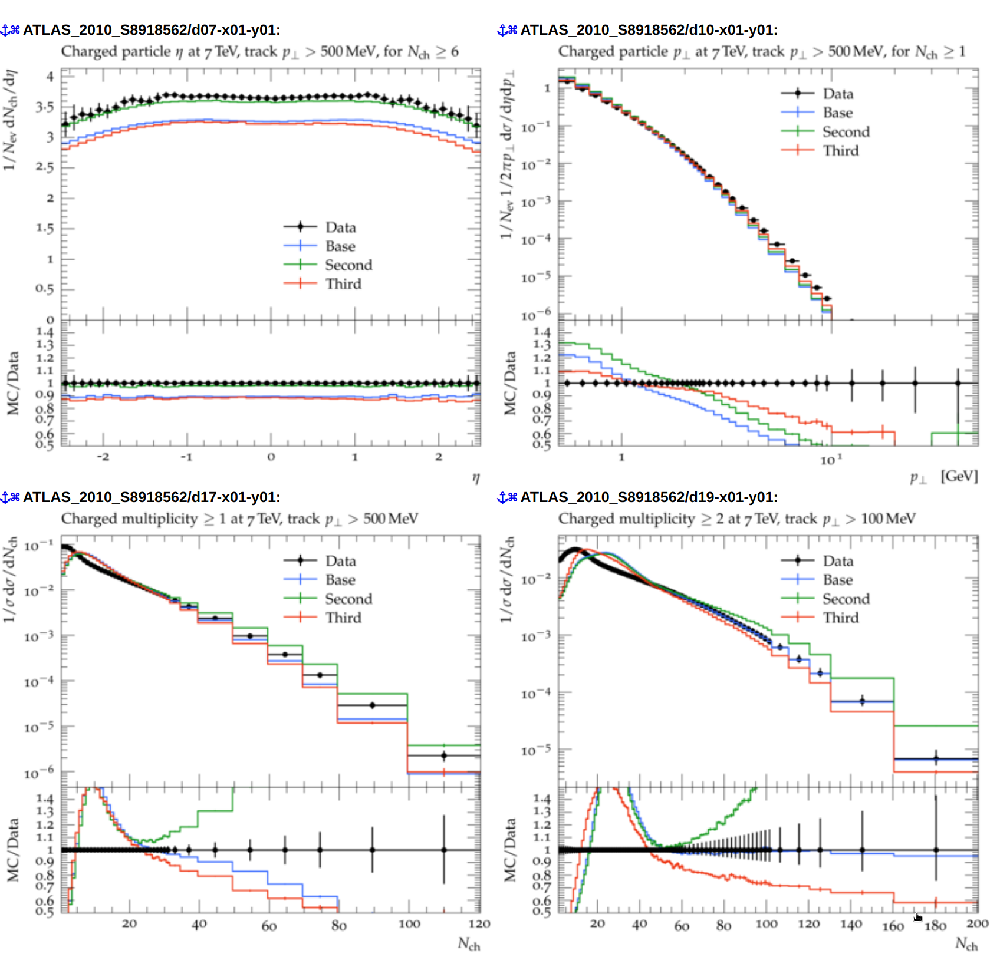 ATLAS_2010_S8918562/d07-x01-y01:
Charged particle η at 7 TeV, track p⊥ > 500 MeV, for Nch ≥ 6
1/Nev dNch/dη
4
3.5
3
2.5
2
1.5
1
0.5
0
Data
Base
Second
Third
MC/Data
1.4
1.3
1.2
1.1
1
0.9
0.8
0.7
0.6
0.5
-2 -1 0 1 2
η
ATLAS_2010_S8918562/d10-x01-y01:
Charged particle p⊥ at 7 TeV, track p⊥ > 500 MeV, for Nch ≥ 1
1/Nev 1/2πp⊥ dσ/dηdp⊥
1
10⁻¹
10⁻²
10⁻³
10⁻⁴
10⁻⁵
10⁻⁶
Data
Base
Second
Third
MC/Data
1.4
1.3
1.2
1.1
1
0.9
0.8
0.7
0.6
0.5
1 10¹
p⊥ [GeV]
ATLAS_2010_S8918562/d17-x01-y01:
Charged multiplicity ≥ 1 at 7 TeV, track p⊥ > 500 MeV
1/σ dσ/dNch
10⁻¹
10⁻²
10⁻³
10⁻⁴
10⁻⁵
10⁻⁶
Data
Base
Second
Third
MC/Data
1.4
1.3
1.2
1.1
1
0.9
0.8
0.7
0.6
0.5
20 40 60 80 100 120
Nch
ATLAS_2010_S8918562/d19-x01-y01:
Charged multiplicity ≥ 2 at 7 TeV, track p⊥ > 100 MeV
1/σ dσ/dNch
10⁻²
10⁻³
10⁻⁴
10⁻⁵
Data
Base
Second
Third
MC/Data
1.4
1.3
1.2
1.1
1
0.9
0.8
0.7
0.6
0.5
20 40 60 80 100 120 140 160 180 200
Nch